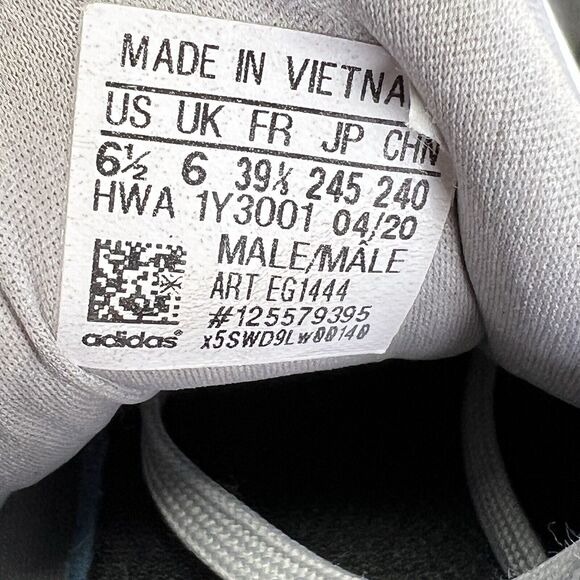 MADE IN VIETNA
US UK FR JP CHN
6½ 6 39⅓ 245 240
HWA 1Y3001 04/20
MALE/MÂLE
ART EG1444
#125579395
adidas x5SWD9Lw00140